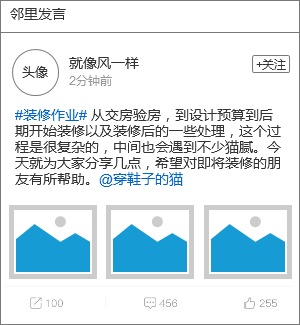 邻里发言
头像
就像风一样
2分钟前
+关注
#装修作业# 从交房验房，到设计预算到后
期开始装修以及装修后的一些处理，这个过
程是很复杂的，中间也会遇到不少猫腻。今
天就为大家分享几点，希望对即将装修的朋
友有所帮助。@穿鞋子的猫
100
456
255